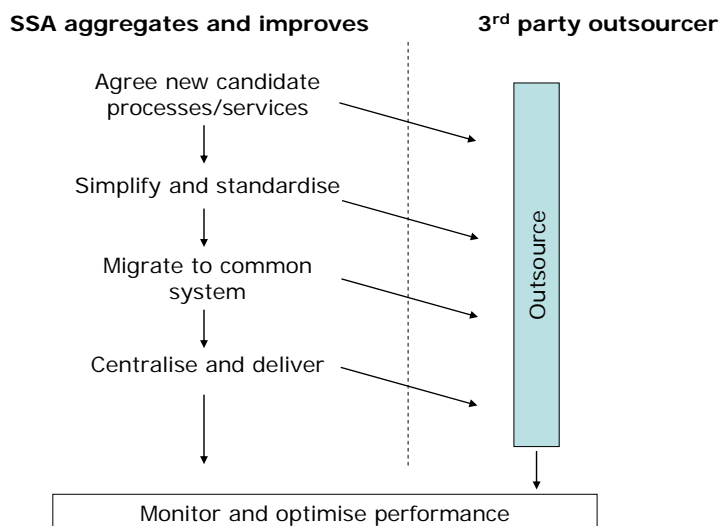 SSA aggregates and improves
3rd party outsourcer
Agree new candidate
processes/services
Simplify and standardise
Migrate to common
system
Centralise and deliver
Outsource
Monitor and optimise performance